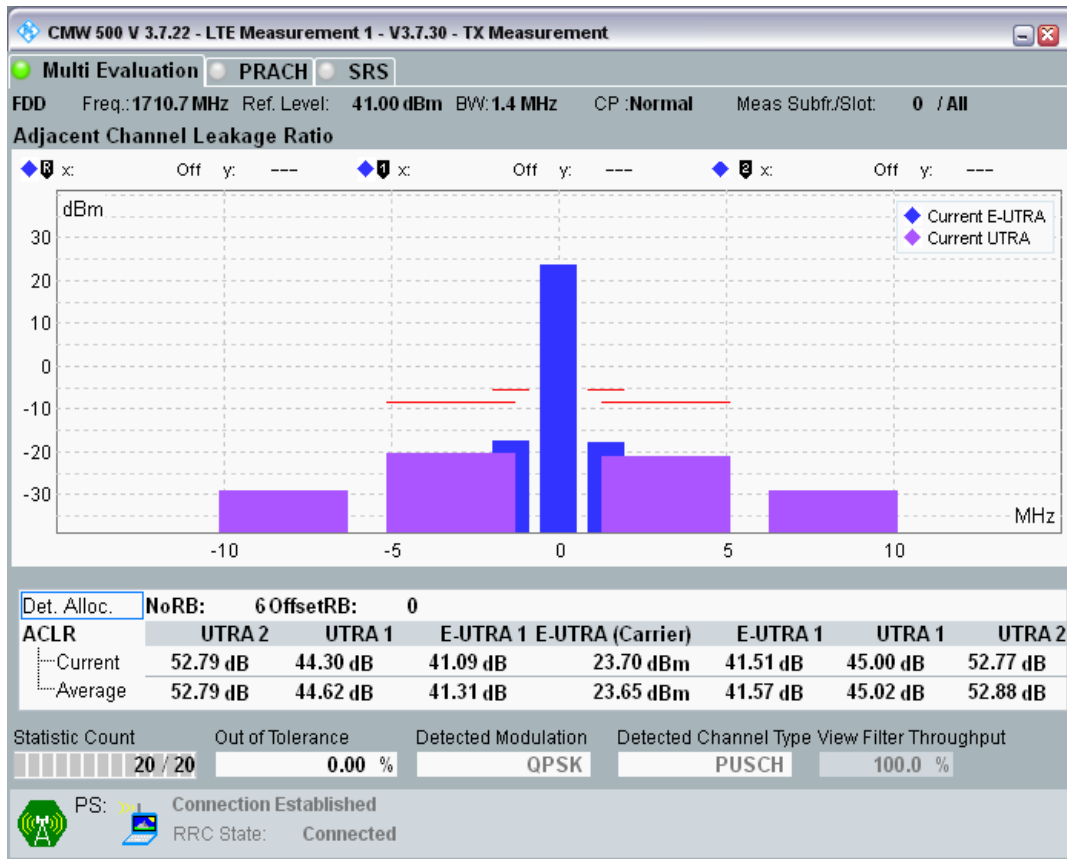 CMW 500 V 3.7.22 - LTE Measurement 1 - V3.7.30 - TX Measurement
Multi Evaluation PRACH SRS
FDD Freq.:1710.7 MHz Ref. Level: 41.00 dBm BW:1.4 MHz CP :Normal Meas Subfr./Slot: 0 / All
Adjacent Channel Leakage Ratio
R x: Off y: --- 1 x: Off y: --- 2 x: Off y: ---
dBm
Current E-UTRA
Current UTRA
30
20
10
0
-10
-20
-30
MHz
-10 -5 0 5 10
Det. Alloc. NoRB: 6 OffsetRB: 0
ACLR UTRA 2 UTRA 1 E-UTRA 1 E-UTRA (Carrier) E-UTRA 1 UTRA 1 UTRA 2
Current 52.79 dB 44.30 dB 41.09 dB 23.70 dBm 41.51 dB 45.00 dB 52.77 dB
Average 52.79 dB 44.62 dB 41.31 dB 23.65 dBm 41.57 dB 45.02 dB 52.88 dB
Statistic Count Out of Tolerance Detected Modulation Detected Channel Type View Filter Throughput
20 / 20 0.00 % QPSK PUSCH 100.0 %
PS: Connection Established
RRC State: Connected